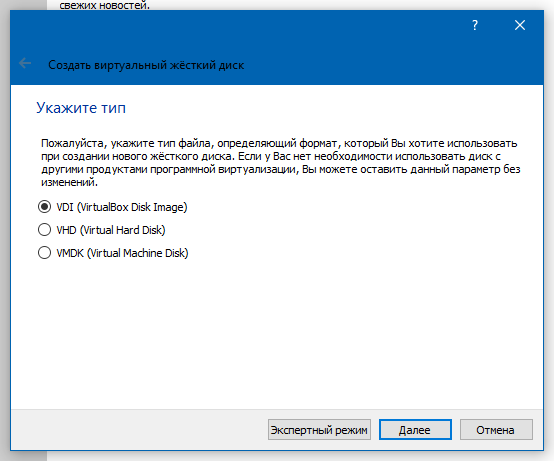 свежих новостей.
?
Создать виртуальный жёсткий диск
Укажите тип
Пожалуйста, укажите тип файла, определяющий формат, который Вы хотите использовать
при создании нового жёсткого диска. Если у Вас нет необходимости использовать диск с
другими продуктами программной виртуализации, Вы можете оставить данный параметр без
изменений.
VDI (VirtualBox Disk Image)
VHD (Virtual Hard Disk)
VMDK (Virtual Machine Disk)
Экспертный режим
Далее
Отмена